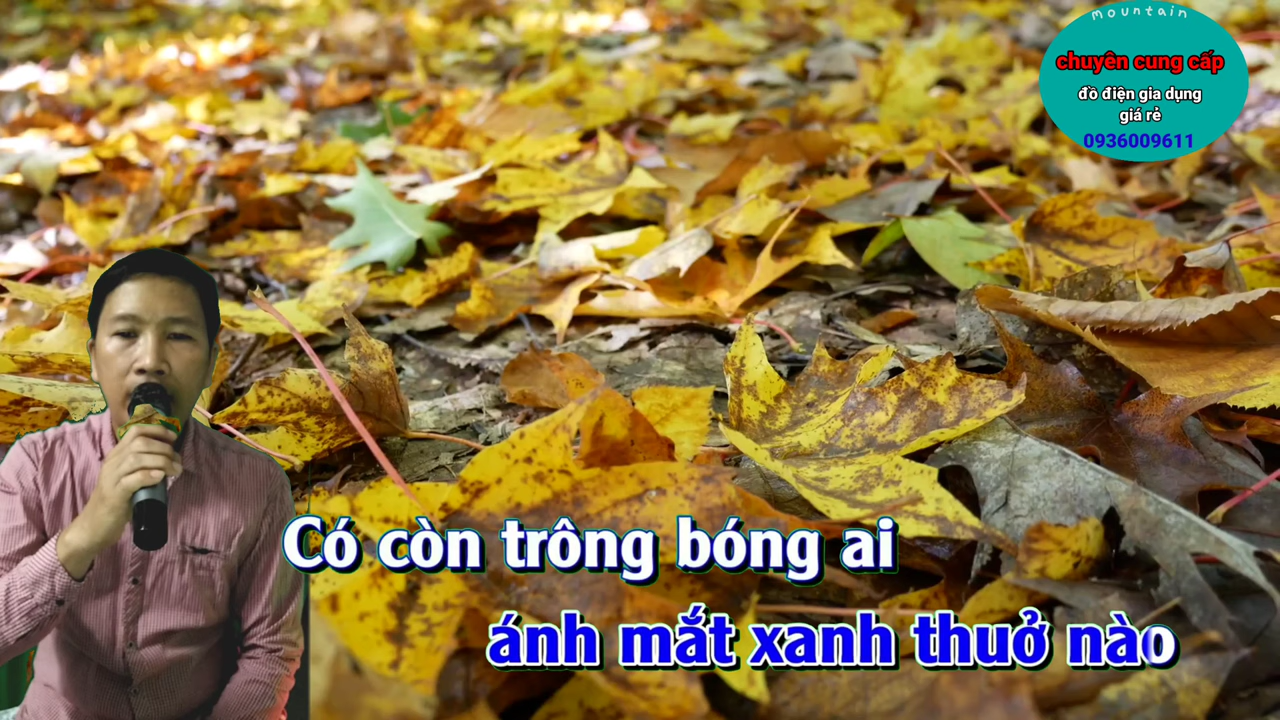 mountain
chuyên cung cấp
đồ điện gia dụng
giá rẻ
0936009611
Có còn trông bóng ai
ánh mắt xanh thuở nào